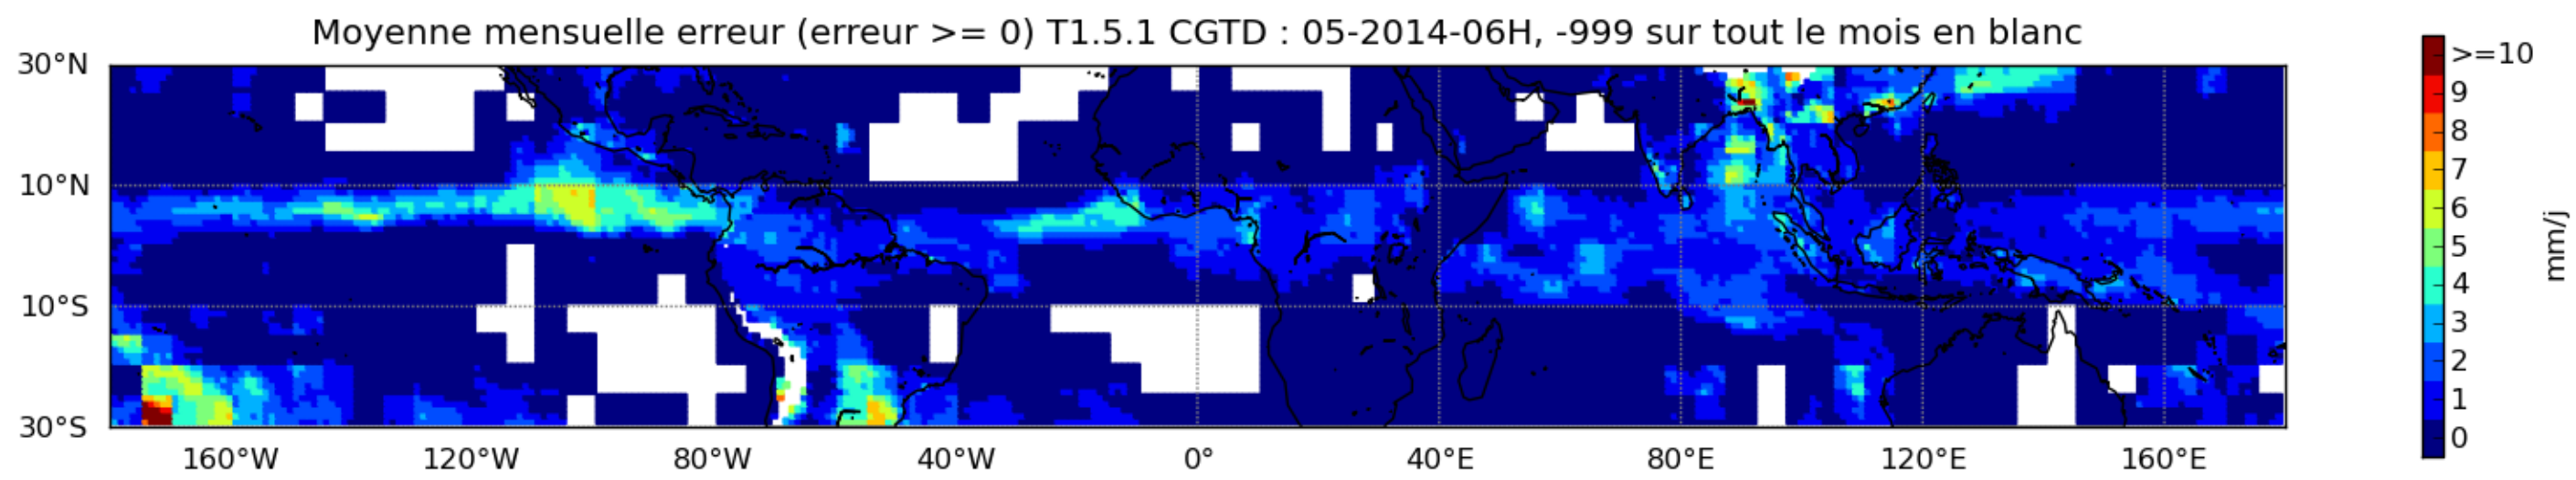 Moyenne mensuelle erreur (erreur >= 0) T1.5.1 CGTD : 05-2014-06H, -999 sur tout le mois en blanc
30°N
10°N
10°S
30°S
160°W 120°W 80°W 40°W 0° 40°E 80°E 120°E 160°E
>=10
9
8
7
6
5
4
3
2
1
0
mm/j